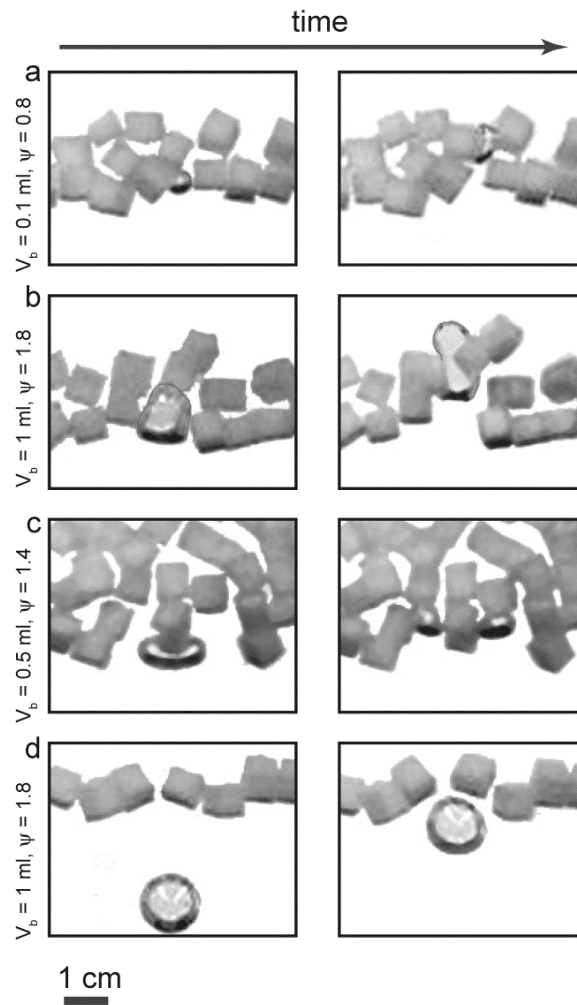 time
a
V_b = 0.1 ml, ψ = 0.8
b
V_b = 1 ml, ψ = 1.8
c
V_b = 0.5 ml, ψ = 1.4
d
V_b = 1 ml, ψ = 1.8
1 cm